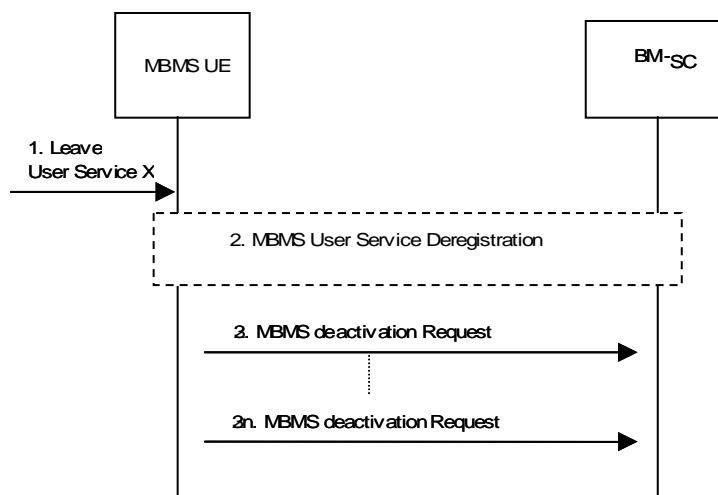 MBMS UE
BM-SC
1. Leave
User Service X
2. MBMS User Service Deregistration
3. MBMS deactivation Request
3n. MBMS deactivation Request